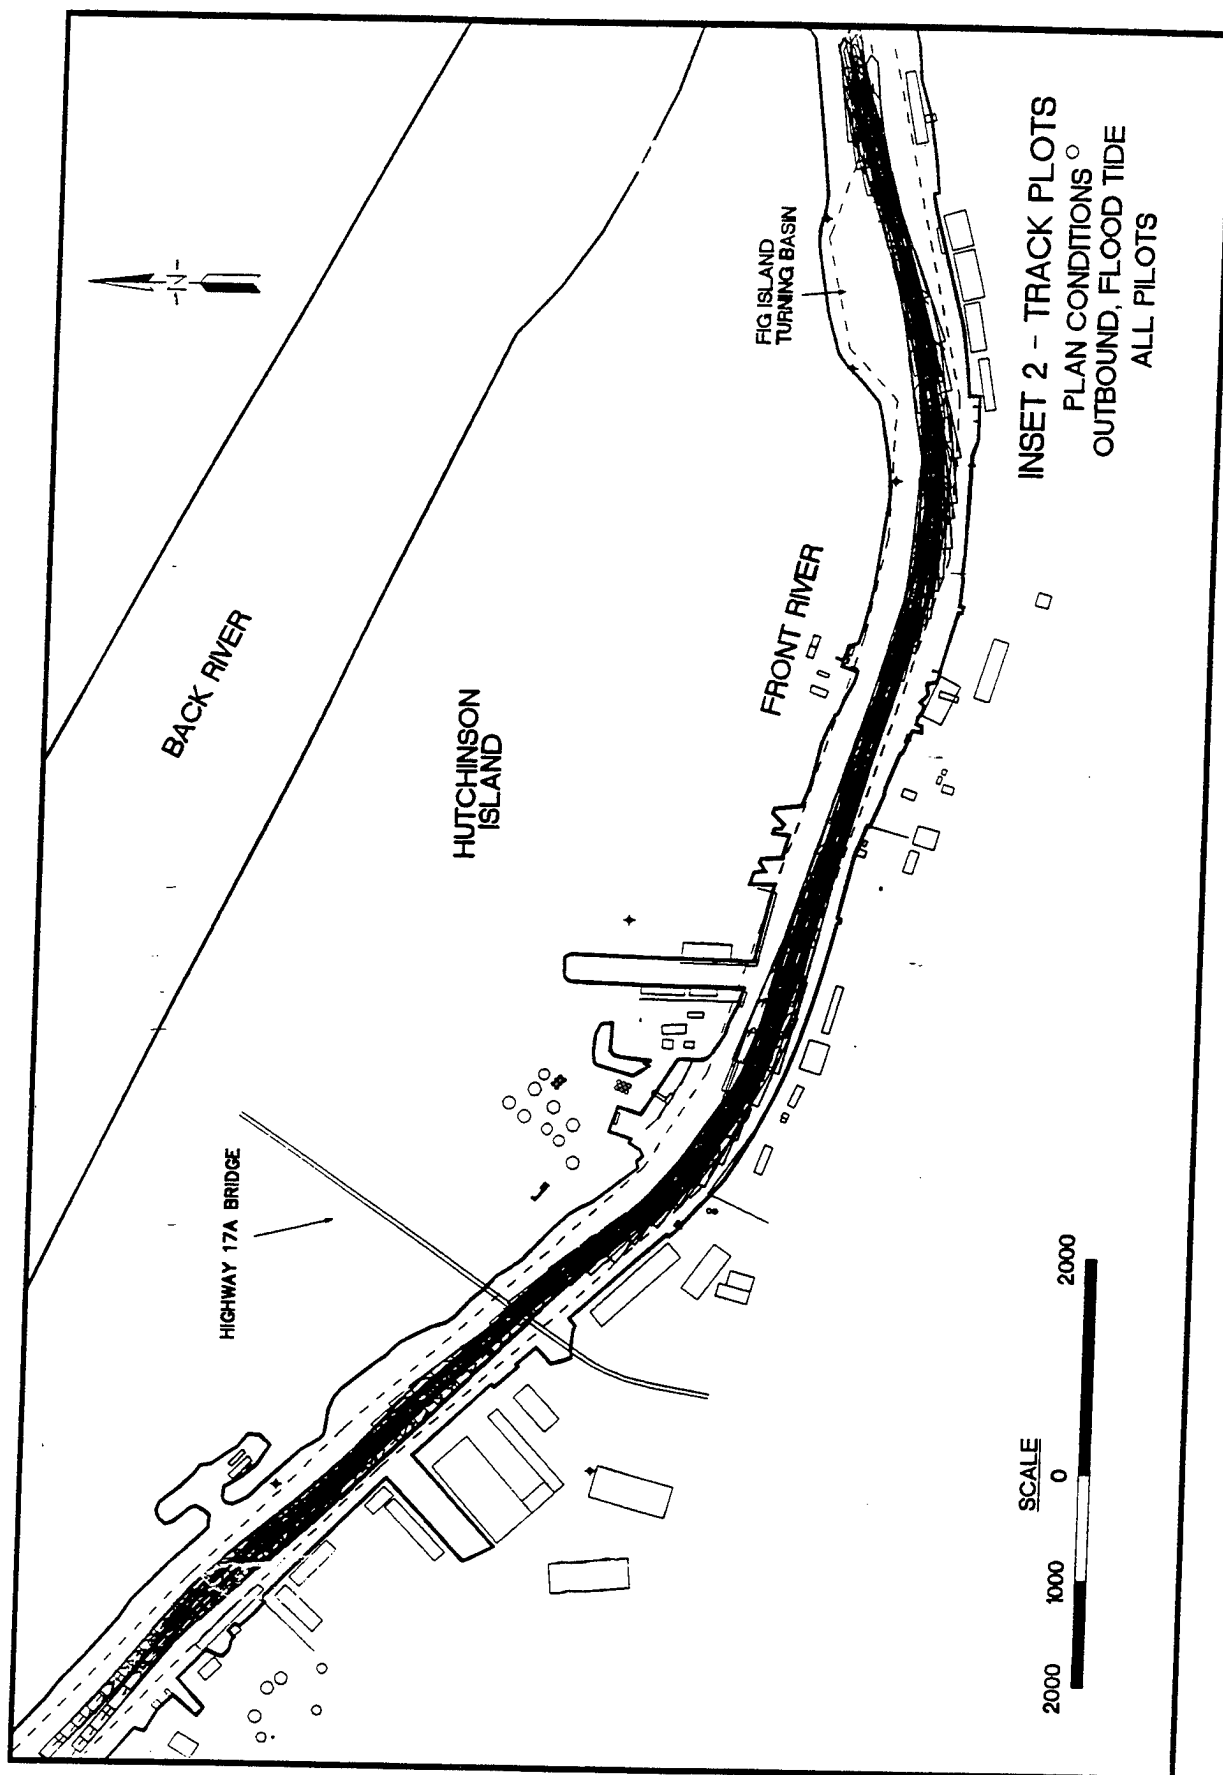 BACK RIVER
HUTCHINSON
ISLAND
FRONT RIVER
FIG ISLAND
TURNING BASIN
HIGHWAY 17A BRIDGE
N
SCALE
2000 1000 0 2000
INSET 2 - TRACK PLOTS
PLAN CONDITIONS
OUTBOUND, FLOOD TIDE
ALL PILOTS